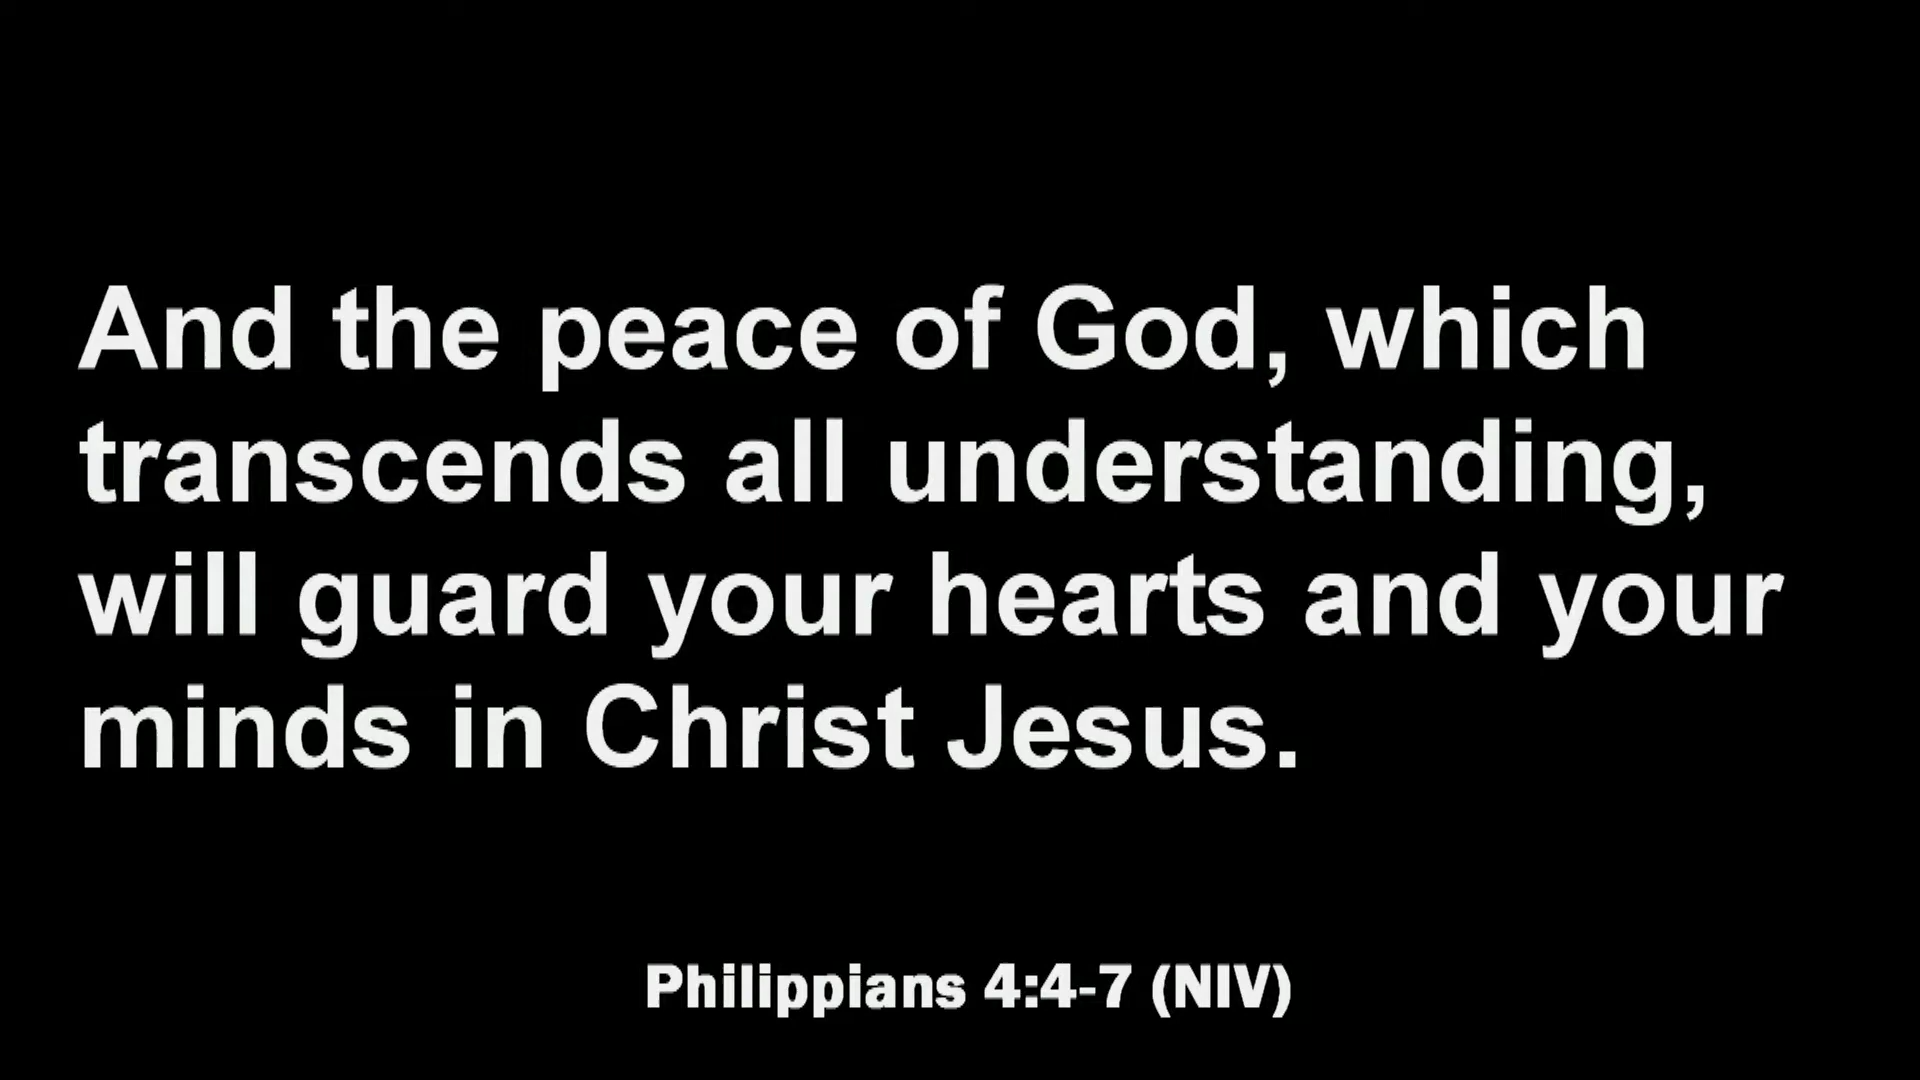 And the peace of God, which
transcends all understanding,
will guard your hearts and your
minds in Christ Jesus.
Philippians 4:4-7 (NIV)